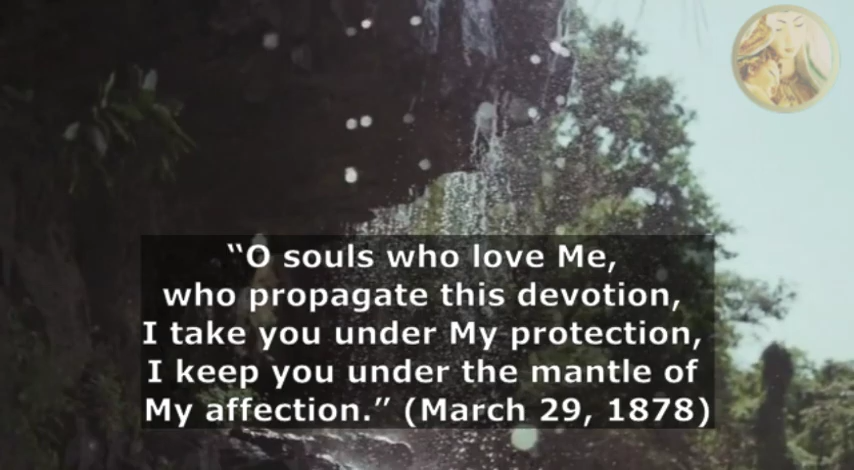 “O souls who love Me,
who propagate this devotion,
I take you under My protection,
I keep you under the mantle of
My affection.” (March 29, 1878)